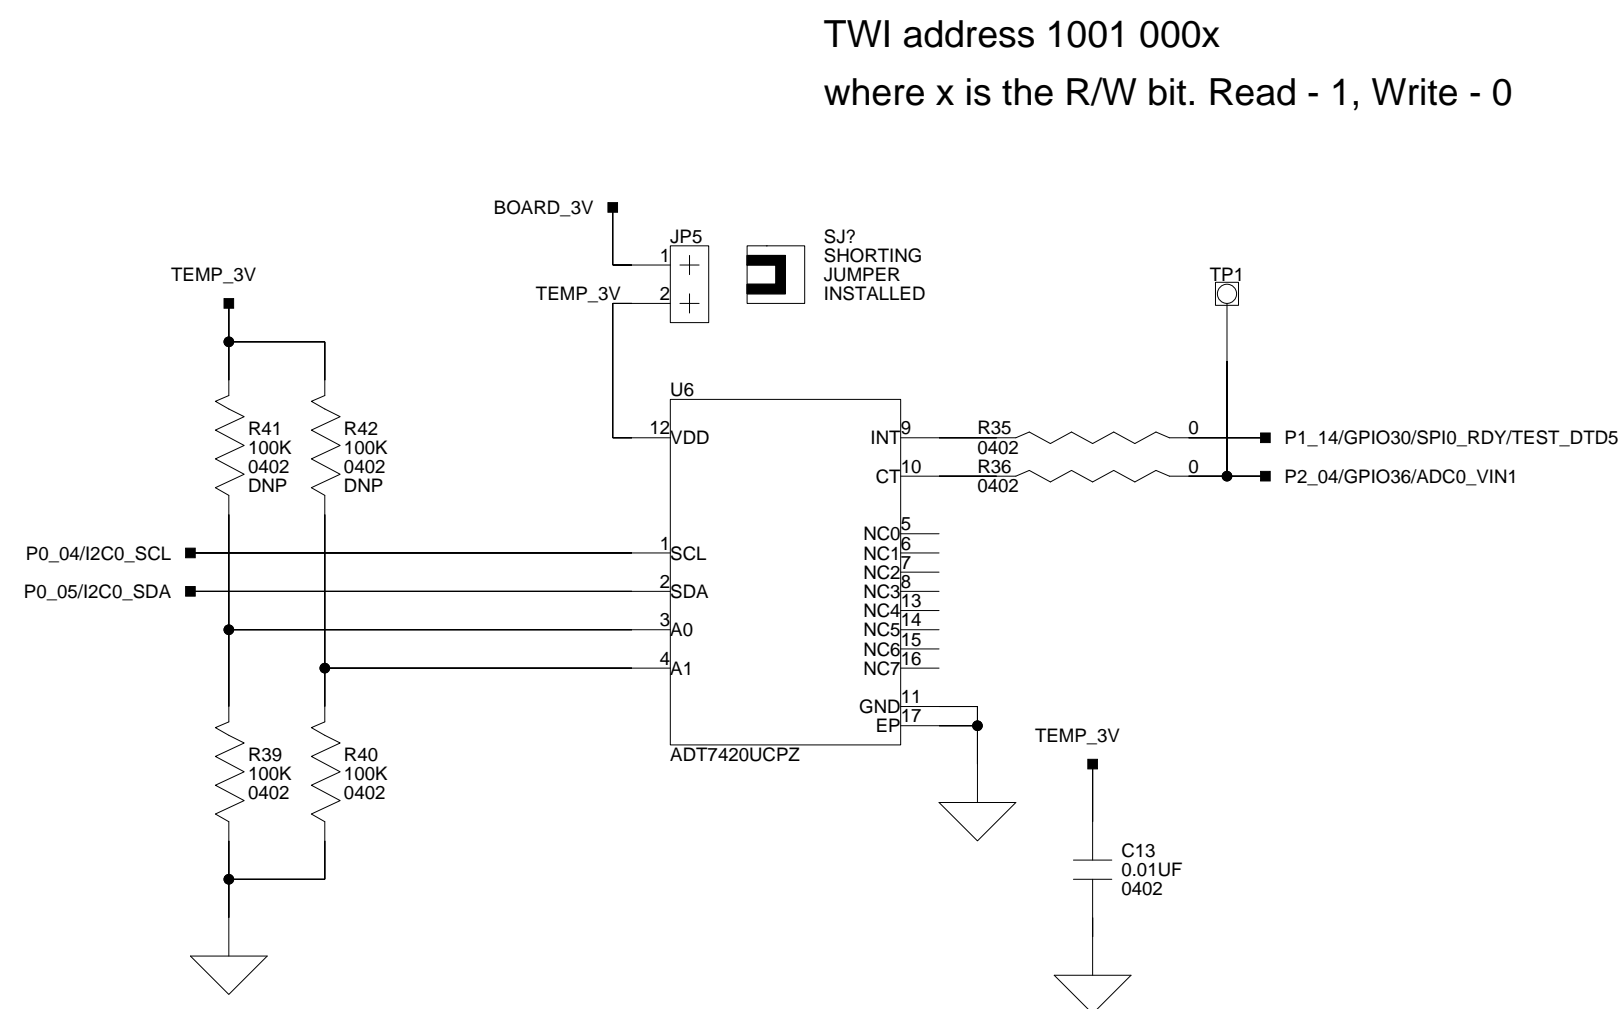 TWI address 1001 000x
where x is the R/W bit. Read - 1, Write - 0
BOARD_3V
JP5
1
2
TEMP_3V
SJ?
SHORTING
JUMPER
INSTALLED
TEMP_3V
TP1
R41
100K
0402
DNP
R42
100K
0402
DNP
U6
12
VDD
INT
9
R35
0402
0
P1_14/GPIO30/SPI0_RDY/TEST_DTD5
CT
10
R36
0402
0
P2_04/GPIO36/ADC0_VIN1
P0_04/I2C0_SCL
1
SCL
P0_05/I2C0_SDA
2
SDA
3
A0
4
A1
NC0
5
NC1
6
NC2
7
NC3
8
NC4
13
NC5
14
NC6
15
NC7
16
GND
11
EP
17
ADT7420UCPZ
R39
100K
0402
R40
100K
0402
TEMP_3V
C13
0.01UF
0402